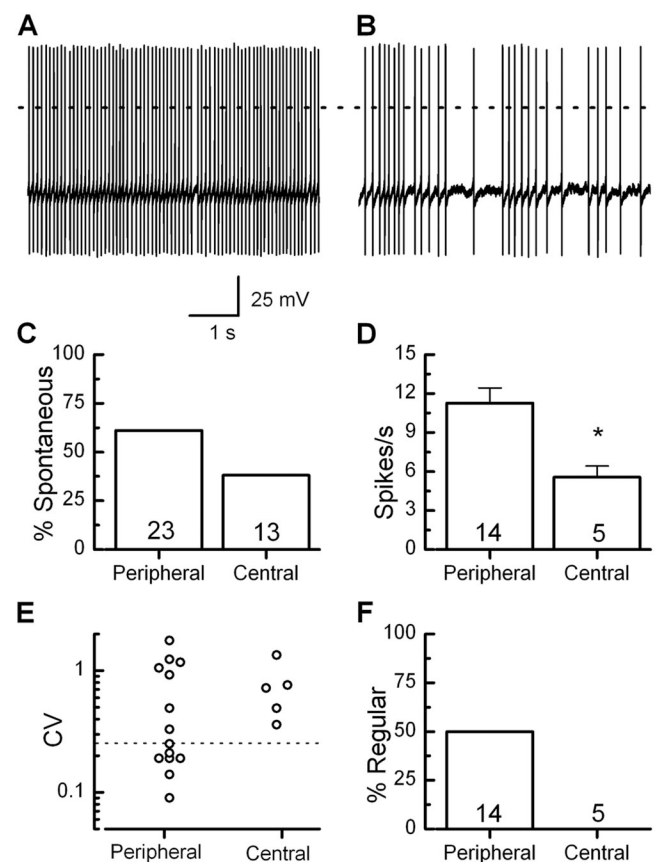 A
B
25 mV
1 s
C
100
75
50
25
0
% Spontaneous
23
13
Peripheral
Central
D
15
12
9
6
3
0
Spikes/s
*
14
5
Peripheral
Central
E
1
0.1
CV
Peripheral
Central
F
100
75
50
25
0
% Regular
14
5
Peripheral
Central